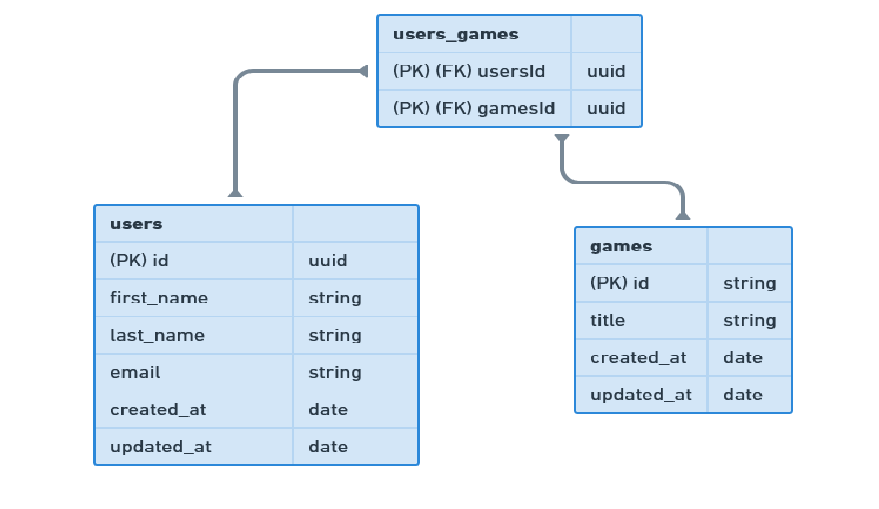 users_games
(PK) (FK) usersId uuid
(PK) (FK) gamesId uuid
users
(PK) id uuid
first_name string
last_name string
email string
created_at date
updated_at date
games
(PK) id string
title string
created_at date
updated_at date